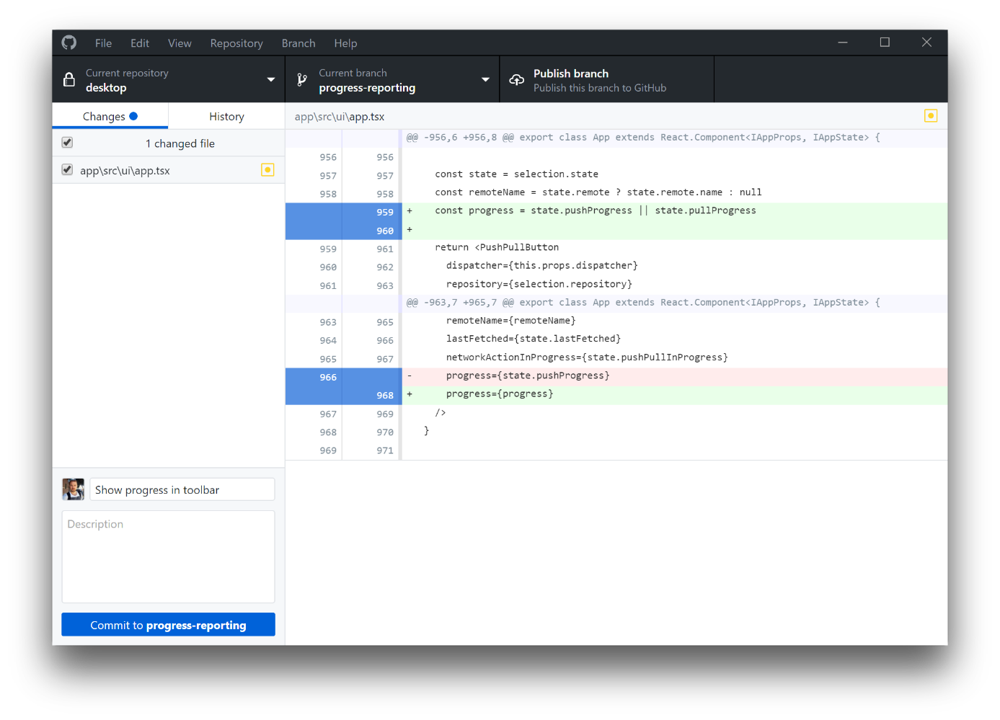 File Edit View Repository Branch Help
Current repository
desktop
Current branch
progress-reporting
Publish branch
Publish this branch to GitHub
Changes History
1 changed file
app\src\ui\app.tsx
Show progress in toolbar
Description
Commit to progress-reporting
app\src\ui\app.tsx
@@ -956,6 +956,8 @@ export class App extends React.Component<IAppProps, IAppState> {
956 956
957 957 const state = selection.state
958 958 const remoteName = state.remote ? state.remote.name : null
959 + const progress = state.pushProgress || state.pullProgress
960 +
959 961 return <PushPullButton
960 962 dispatcher={this.props.dispatcher}
961 963 repository={selection.repository}
@@ -963,7 +965,7 @@ export class App extends React.Component<IAppProps, IAppState> {
963 965 remoteName={remoteName}
964 966 lastFetched={state.lastFetched}
965 967 networkActionInProgress={state.pushPullInProgress}
966 - progress={state.pushProgress}
968 + progress={progress}
967 969 />
968 970 }
969 971